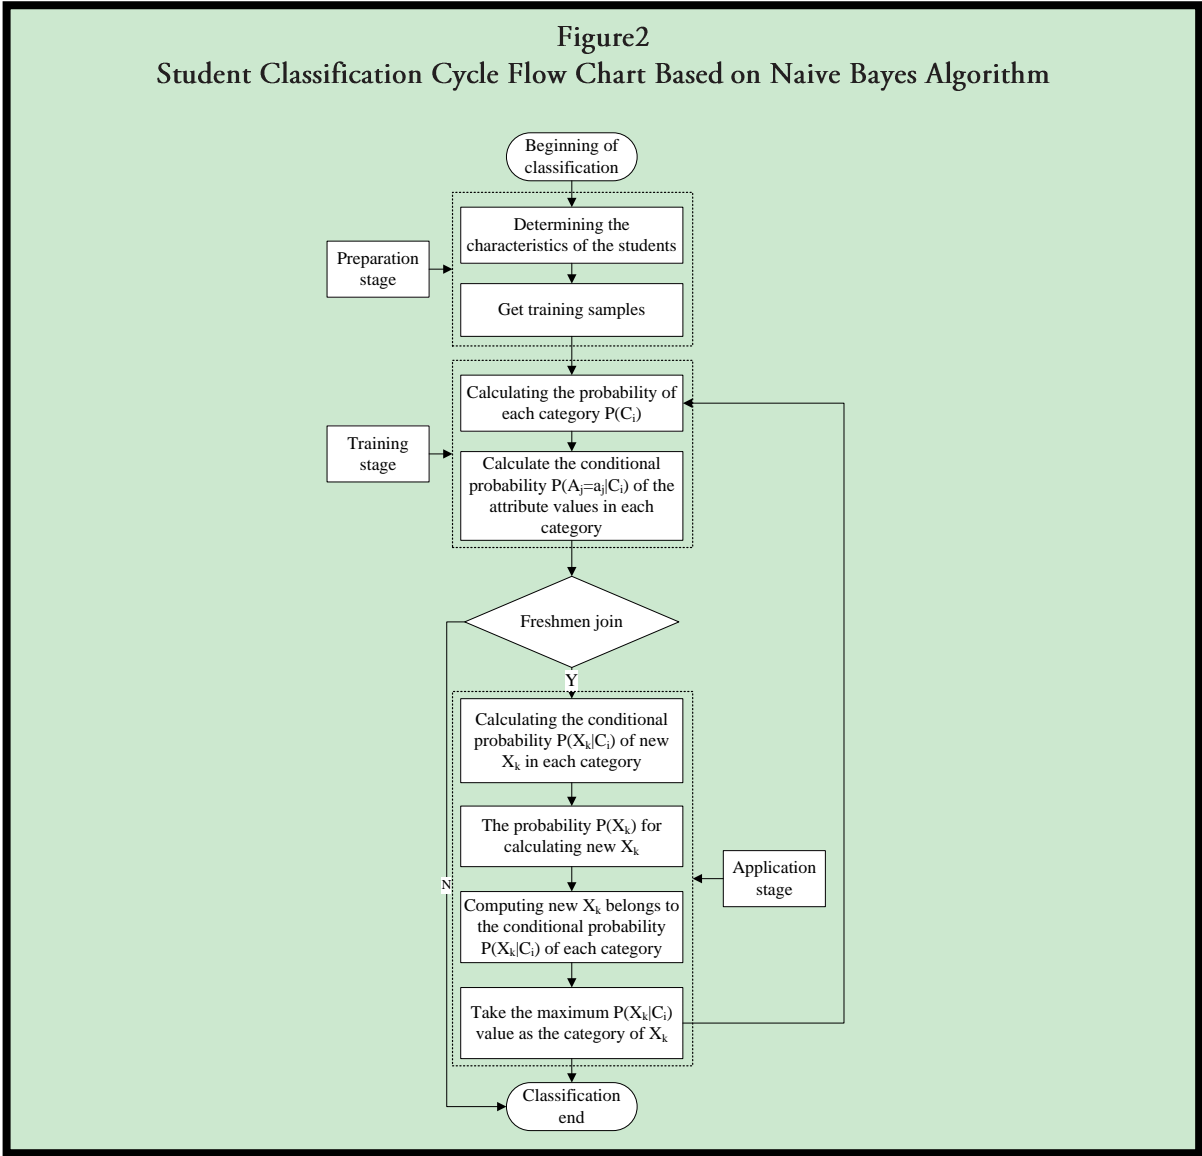 Figure2
Student Classification Cycle Flow Chart Based on Naive Bayes Algorithm
Beginning of
classification
Determining the
characteristics of the students
Preparation
stage
Get training samples
Calculating the probability of
each category P(Cᵢ)
Training
stage
Calculate the conditional
probability P(Aⱼ=aⱼ|Cᵢ) of the
attribute values in each
category
Freshmen join
Y
Calculating the conditional
probability P(Xₖ|Cᵢ) of new
Xₖ in each category
The probability P(Xₖ) for
calculating new Xₖ
Application
stage
N
Computing new Xₖ belongs to
the conditional probability
P(Xₖ|Cᵢ) of each category
Take the maximum P(Xₖ|Cᵢ)
value as the category of Xₖ
Classification
end